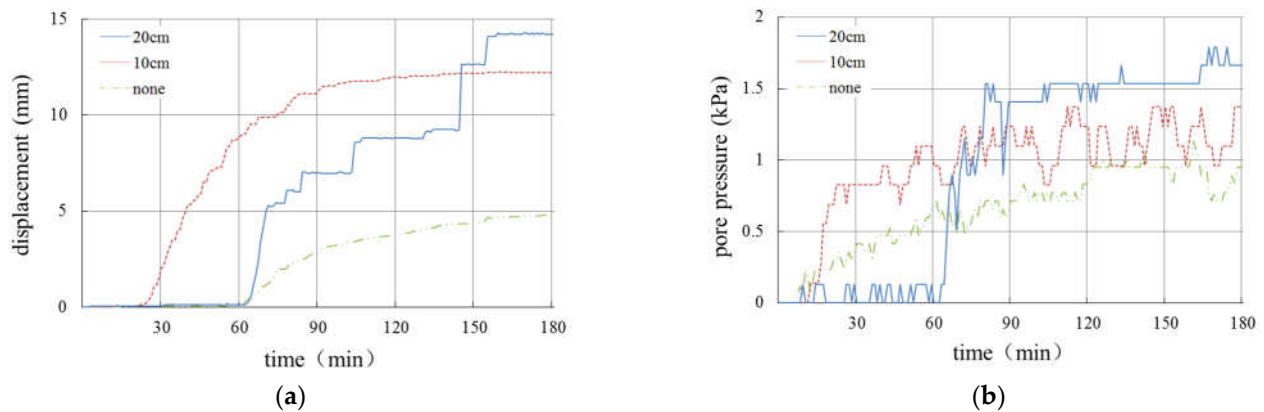 15
10
5
0
displacement (mm)
20cm
10cm
none
30
60
90
120
150
180
time（min）
(a)
2
1.5
1
0.5
0
pore pressure (kPa)
20cm
10cm
none
30
60
90
120
150
180
time（min）
(b)